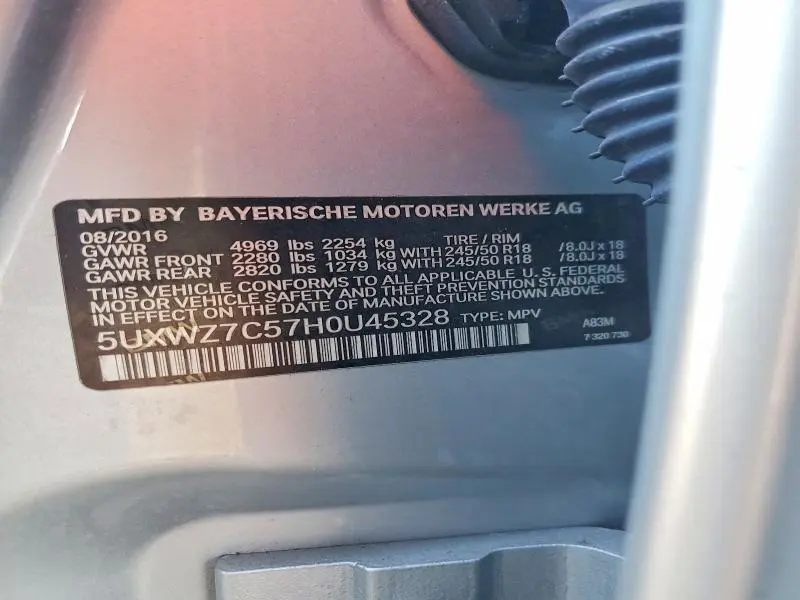 MFD BY BAYERISCHE MOTOREN WERKE AG
08/2016
GVWR 4969 lbs 2254 kg TIRE / RIM
GAWR FRONT 2280 lbs 1034 kg WITH 245/50 R18 /8.0J x 18
GAWR REAR 2820 lbs 1279 kg WITH 245/50 R18 /8.0J x 18
THIS VEHICLE CONFORMS TO ALL APPLICABLE U.S. FEDERAL
MOTOR VEHICLE SAFETY AND THEFT PREVENTION STANDARDS
IN EFFECT ON THE DATE OF MANUFACTURE SHOWN ABOVE.
5UXWZ7C57H0U45328 TYPE: MPV A83M
7 320 730